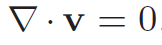 ∇ · 𝐯 = 0.